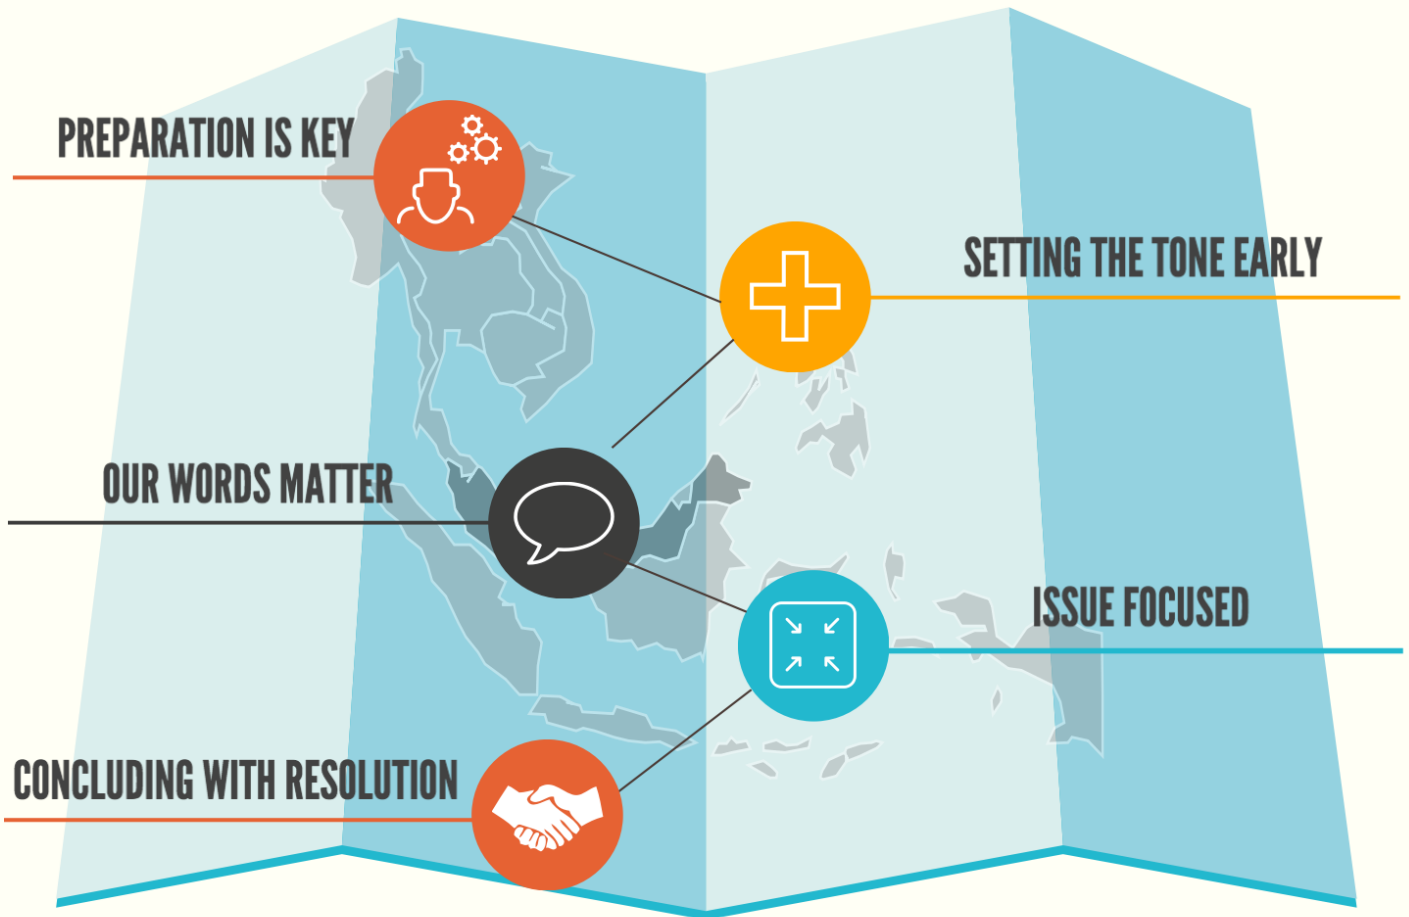 PREPARATION IS KEY
SETTING THE TONE EARLY
OUR WORDS MATTER
ISSUE FOCUSED
CONCLUDING WITH RESOLUTION